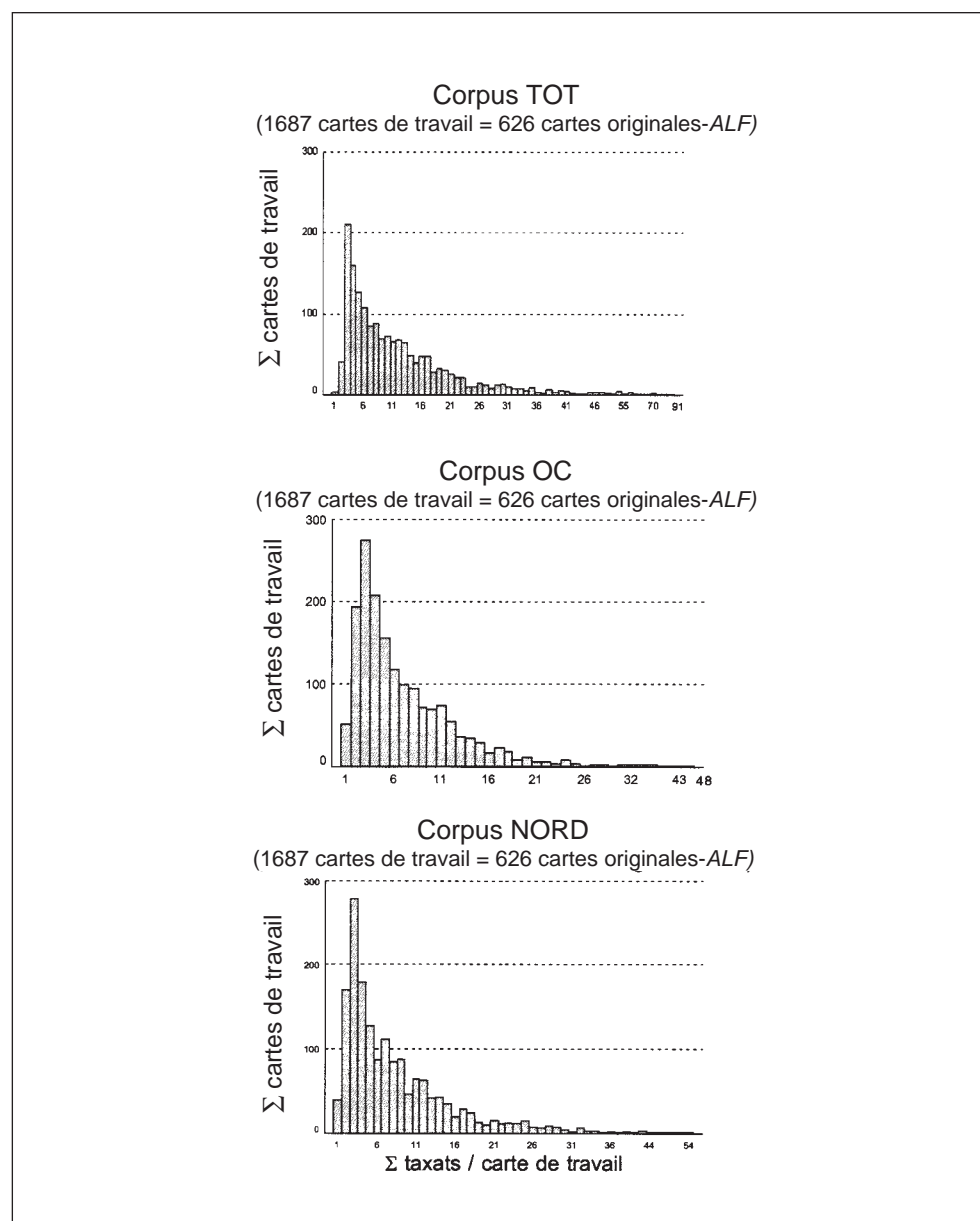 Corpus TOT
(1687 cartes de travail = 626 cartes originales-ALF)
Σ cartes de travail
300
200
100
0
1 6 11 16 21 26 31 36 41 46 55 70 91
Corpus OC
(1687 cartes de travail = 626 cartes originales-ALF)
Σ cartes de travail
300
200
100
0
1 6 11 16 21 26 32 43 48
Corpus NORD
(1687 cartes de travail = 626 cartes originales-ALF)
Σ cartes de travail
300
200
100
0
1 6 11 16 21 26 31 36 44 54
Σ taxats / carte de travail